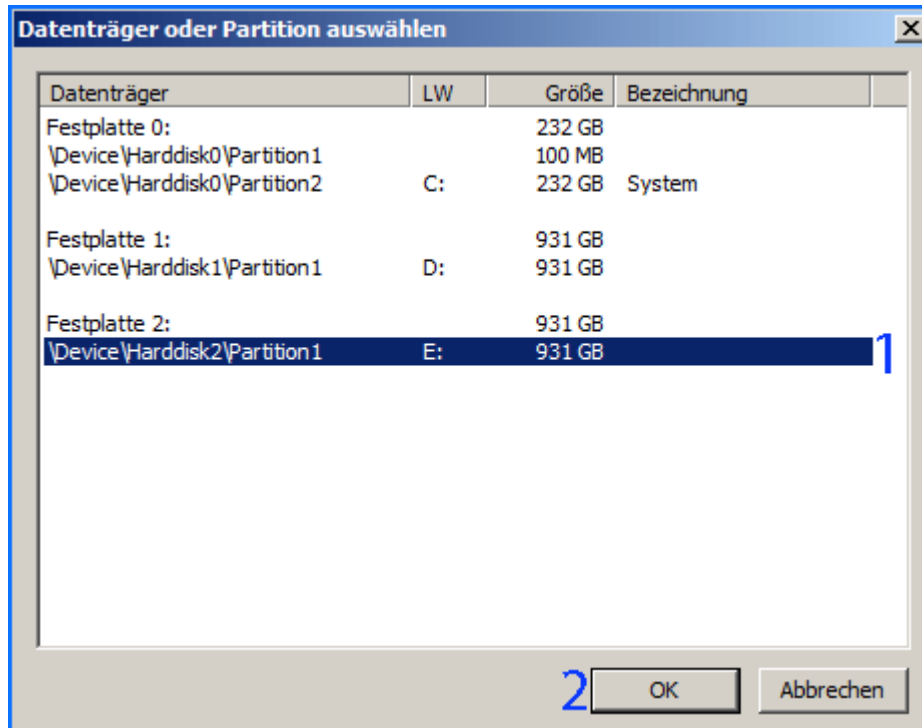 Datenträger oder Partition auswählen
Datenträger LW Größe Bezeichnung
Festplatte 0: 232 GB
\Device\Harddisk0\Partition1 100 MB
\Device\Harddisk0\Partition2 C: 232 GB System
Festplatte 1: 931 GB
\Device\Harddisk1\Partition1 D: 931 GB
Festplatte 2: 931 GB
\Device\Harddisk2\Partition1 E: 931 GB 1
2 OK Abbrechen